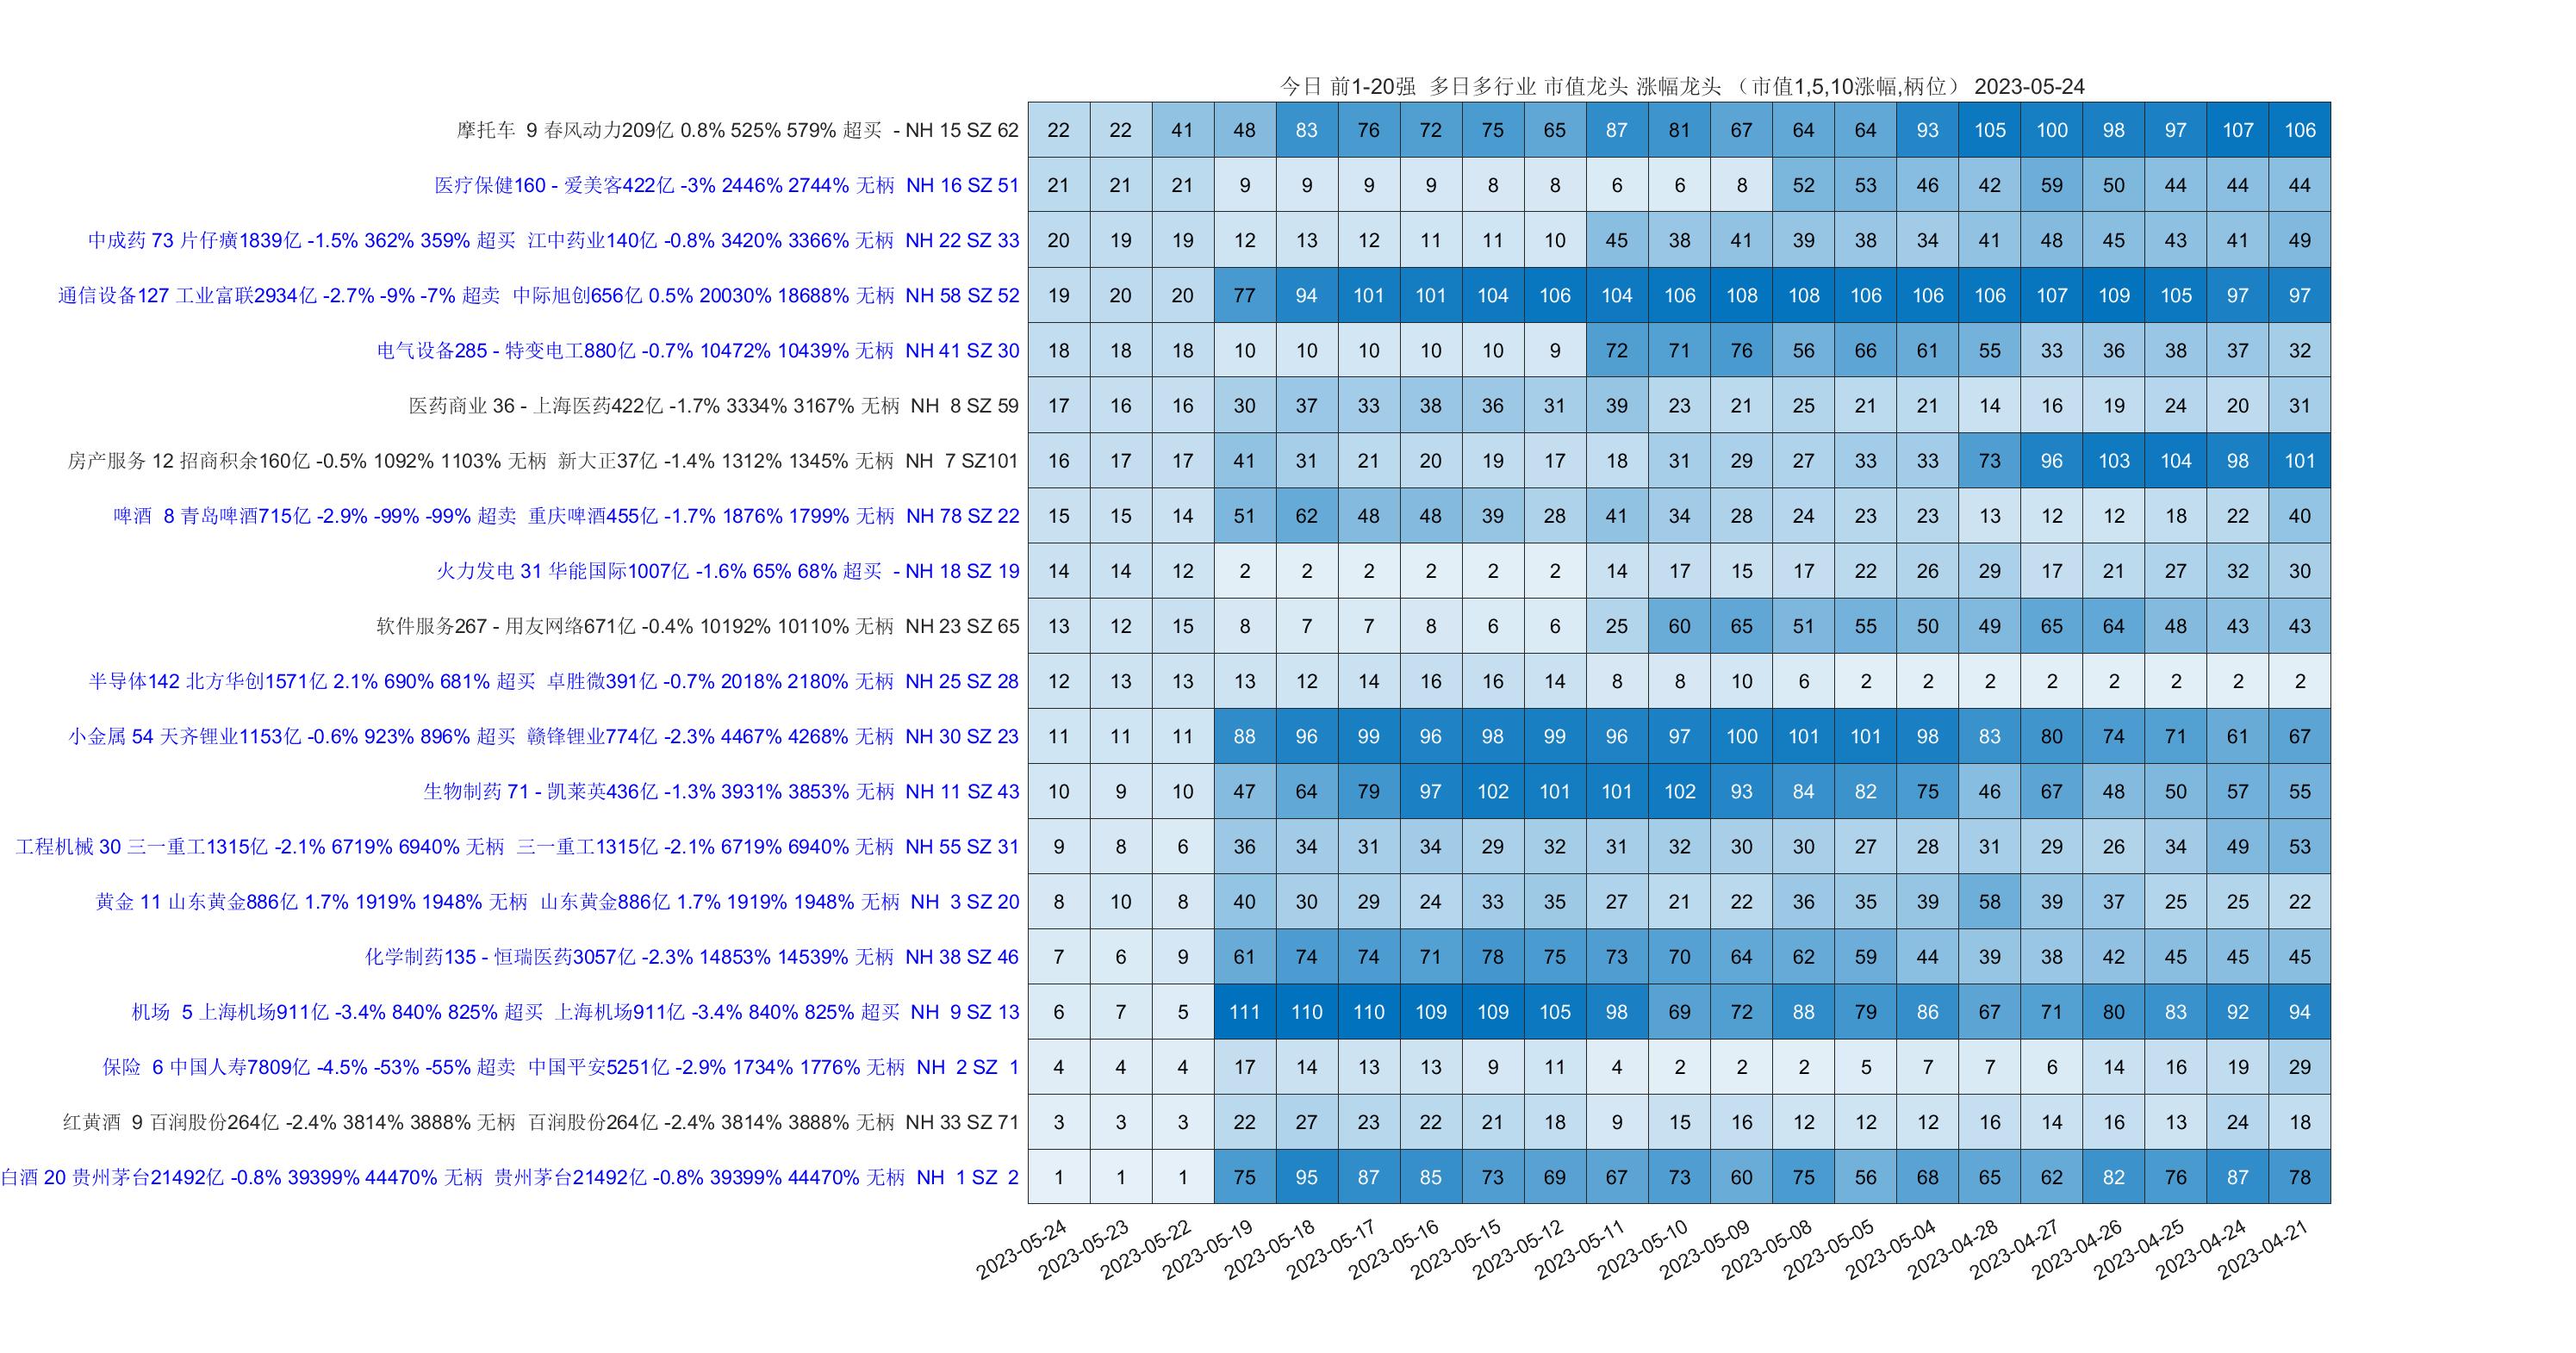 今日 前1-20强 多日多行业 市值龙头 涨幅龙头 （市值1,5,10涨幅,柄位） 2023-05-24
摩托车 9 春风动力209亿 0.8% 525% 579% 超买 - NH 15 SZ 62 22 22 41 48 83 76 72 75 65 87 81 67 64 64 93 105 100 98 97 107 106
医疗保健160 - 爱美客422亿 -3% 2446% 2744% 无柄 NH 16 SZ 51 21 21 21 9 9 9 9 8 8 6 6 8 52 53 46 42 59 50 44 44 44
中成药 73 片仔癀1839亿 -1.5% 362% 359% 超买 江中药业140亿 -0.8% 3420% 3366% 无柄 NH 22 SZ 33 20 19 19 12 13 12 11 11 10 45 38 41 39 38 34 41 48 45 43 41 49
通信设备127 工业富联2934亿 -2.7% -9% -7% 超卖 中际旭创656亿 0.5% 20030% 18688% 无柄 NH 58 SZ 52 19 20 20 77 94 101 101 104 106 104 106 108 108 106 106 106 107 109 105 97 97
电气设备285 - 特变电工880亿 -0.7% 10472% 10439% 无柄 NH 41 SZ 30 18 18 18 10 10 10 10 10 9 72 71 76 56 66 61 55 33 36 38 37 32
医药商业 36 - 上海医药422亿 -1.7% 3334% 3167% 无柄 NH 8 SZ 59 17 16 16 30 37 33 38 36 31 39 23 21 25 21 21 14 16 19 24 20 31
房产服务 12 招商积余160亿 -0.5% 1092% 1103% 无柄 新大正37亿 -1.4% 1312% 1345% 无柄 NH 7 SZ101 16 17 17 41 31 21 20 19 17 18 31 29 27 33 33 73 96 103 104 98 101
啤酒 8 青岛啤酒715亿 -2.9% -99% -99% 超卖 重庆啤酒455亿 -1.7% 1876% 1799% 无柄 NH 78 SZ 22 15 15 14 51 62 48 48 39 28 41 34 28 24 23 23 13 12 12 18 22 40
火力发电 31 华能国际1007亿 -1.6% 65% 68% 超买 - NH 18 SZ 19 14 14 12 2 2 2 2 2 2 14 17 15 17 22 26 29 17 21 27 32 30
软件服务267 - 用友网络671亿 -0.4% 10192% 10110% 无柄 NH 23 SZ 65 13 12 15 8 7 7 8 6 6 25 60 65 51 55 50 49 65 64 48 43 43
半导体142 北方华创1571亿 2.1% 690% 681% 超买 卓胜微391亿 -0.7% 2018% 2180% 无柄 NH 25 SZ 28 12 13 13 13 12 14 16 16 14 8 8 10 6 2 2 2 2 2 2 2 2
小金属 54 天齐锂业1153亿 -0.6% 923% 896% 超买 赣锋锂业774亿 -2.3% 4467% 4268% 无柄 NH 30 SZ 23 11 11 11 88 96 99 96 98 99 96 97 100 101 101 98 83 80 74 71 61 67
生物制药 71 - 凯莱英436亿 -1.3% 3931% 3853% 无柄 NH 11 SZ 43 10 9 10 47 64 79 97 102 101 101 102 93 84 82 75 46 67 48 50 57 55
工程机械 30 三一重工1315亿 -2.1% 6719% 6940% 无柄 三一重工1315亿 -2.1% 6719% 6940% 无柄 NH 55 SZ 31 9 8 6 36 34 31 34 29 32 31 32 30 30 27 28 31 29 26 34 49 53
黄金 11 山东黄金886亿 1.7% 1919% 1948% 无柄 山东黄金886亿 1.7% 1919% 1948% 无柄 NH 3 SZ 20 8 10 8 40 30 29 24 33 35 27 21 22 36 35 39 58 39 37 25 25 22
化学制药135 - 恒瑞医药3057亿 -2.3% 14853% 14539% 无柄 NH 38 SZ 46 7 6 9 61 74 74 71 78 75 73 70 64 62 59 44 39 38 42 45 45 45
机场 5 上海机场911亿 -3.4% 840% 825% 超买 上海机场911亿 -3.4% 840% 825% 超买 NH 9 SZ 13 6 7 5 111 110 110 109 109 105 98 69 72 88 79 86 67 71 80 83 92 94
保险 6 中国人寿7809亿 -4.5% -53% -55% 超卖 中国平安5251亿 -2.9% 1734% 1776% 无柄 NH 2 SZ 1 4 4 4 17 14 13 13 9 11 4 2 2 2 5 7 7 6 14 16 19 29
红黄酒 9 百润股份264亿 -2.4% 3814% 3888% 无柄 百润股份264亿 -2.4% 3814% 3888% 无柄 NH 33 SZ 71 3 3 3 22 27 23 22 21 18 9 15 16 12 12 12 16 14 16 13 24 18
白酒 20 贵州茅台21492亿 -0.8% 39399% 44470% 无柄 贵州茅台21492亿 -0.8% 39399% 44470% 无柄 NH 1 SZ 2 1 1 1 75 95 87 85 73 69 67 73 60 75 56 68 65 62 82 76 87 78
2023-05-24 2023-05-23 2023-05-22 2023-05-19 2023-05-18 2023-05-17 2023-05-16 2023-05-15 2023-05-12 2023-05-11 2023-05-10 2023-05-09 2023-05-08 2023-05-05 2023-05-04 2023-04-28 2023-04-27 2023-04-26 2023-04-25 2023-04-24 2023-04-21